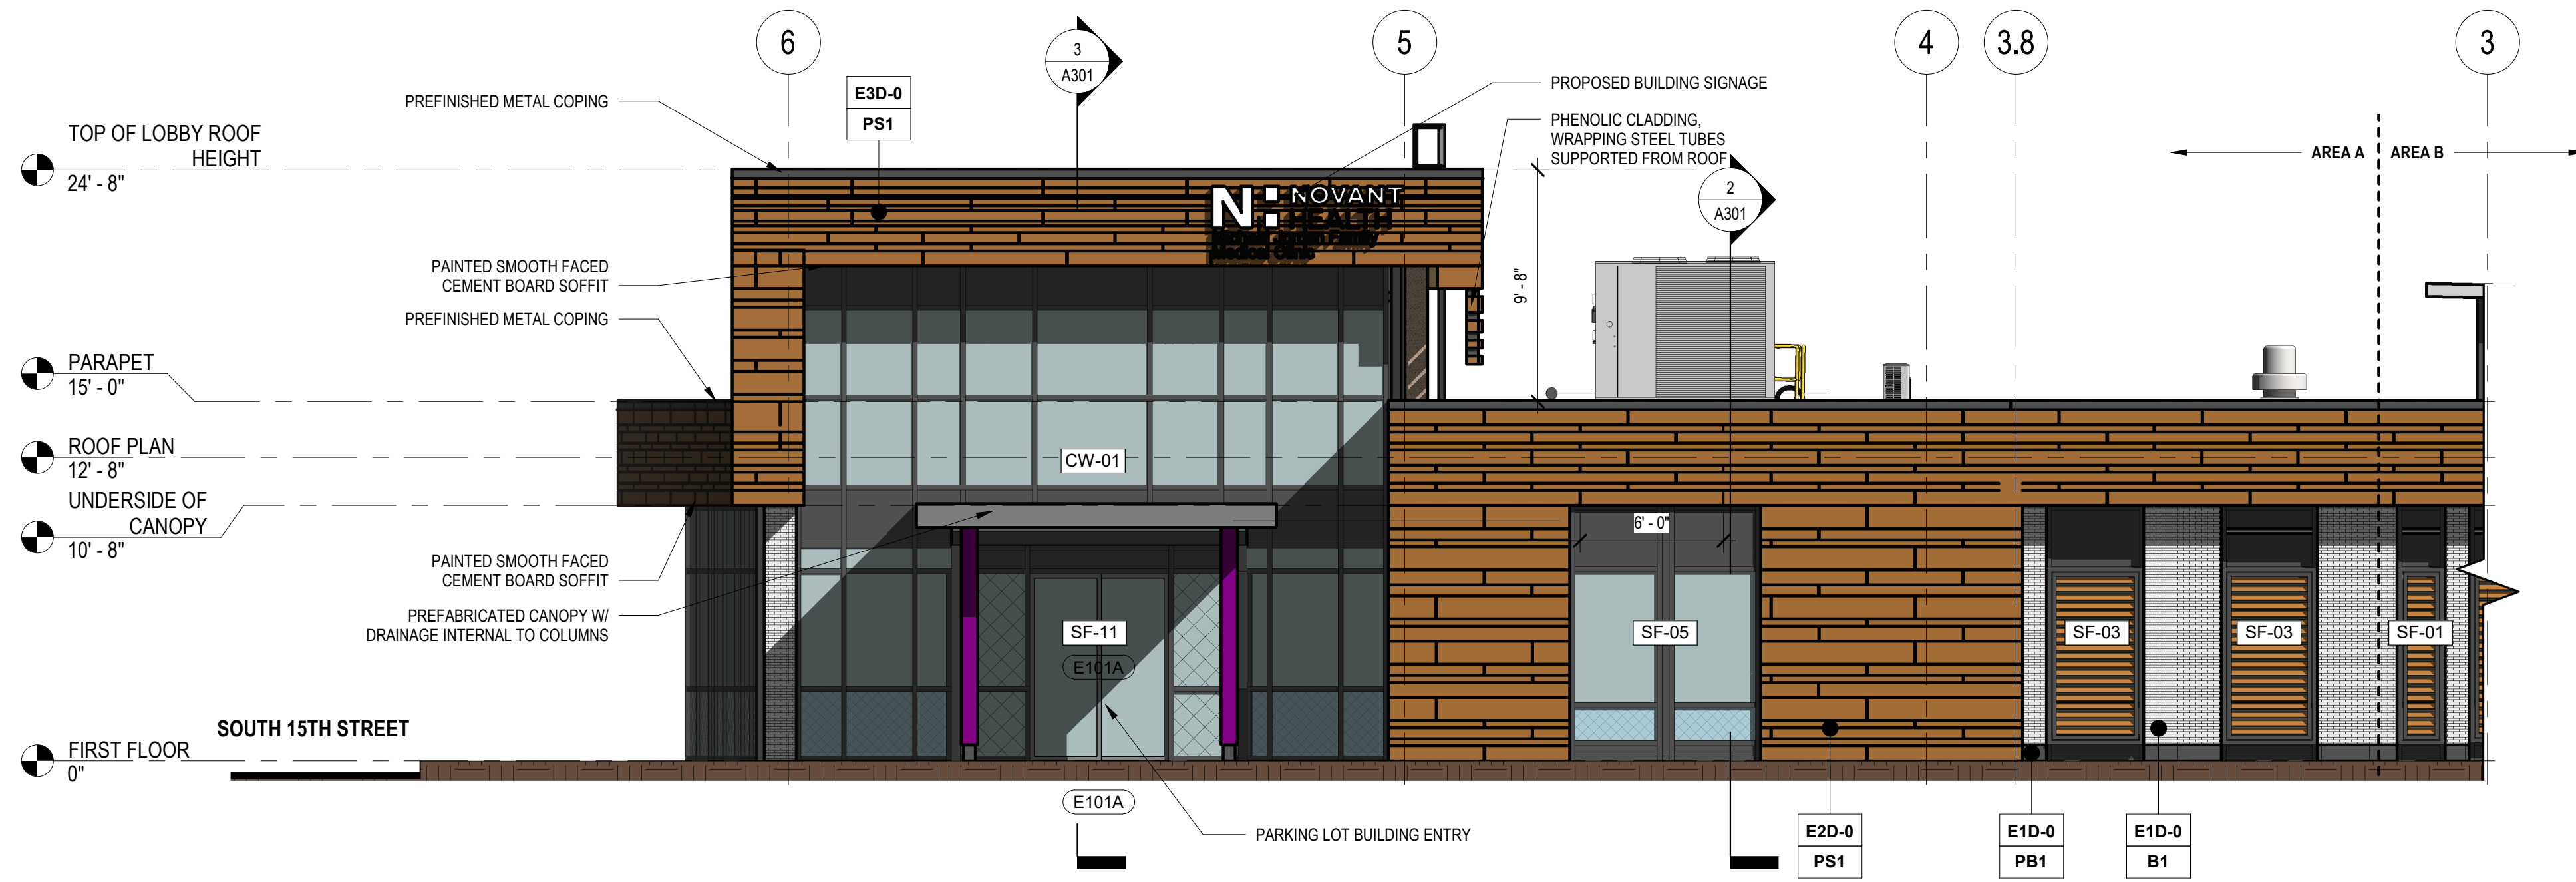 6
5
4
3.8
3
3
A301
E3D-0
PS1
PREFINISHED METAL COPING
PROPOSED BUILDING SIGNAGE
PHENOLIC CLADDING,
WRAPPING STEEL TUBES
SUPPORTED FROM ROOF
TOP OF LOBBY ROOF
HEIGHT
24' - 8"
AREA A
AREA B
2
A301
NOVANT
HEALTH
Medical Clinic
PAINTED SMOOTH FACED
CEMENT BOARD SOFFIT
9' - 8"
PREFINISHED METAL COPING
PARAPET
15' - 0"
ROOF PLAN
12' - 8"
CW-01
UNDERSIDE OF
CANOPY
10' - 8"
6' - 0"
PAINTED SMOOTH FACED
CEMENT BOARD SOFFIT
PREFABRICATED CANOPY W/
DRAINAGE INTERNAL TO COLUMNS
SF-11
E101A
SF-05
SF-03
SF-03
SF-01
SOUTH 15TH STREET
FIRST FLOOR
0"
E101A
PARKING LOT BUILDING ENTRY
E2D-0
PS1
E1D-0
PB1
E1D-0
B1